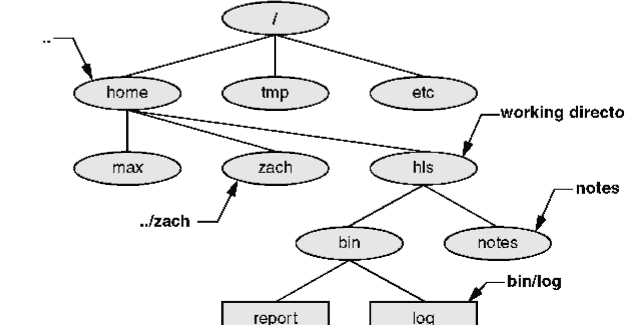 /
..
home
tmp
etc
working directo
max
zach
hls
notes
../zach
bin
notes
bin/log
report
log